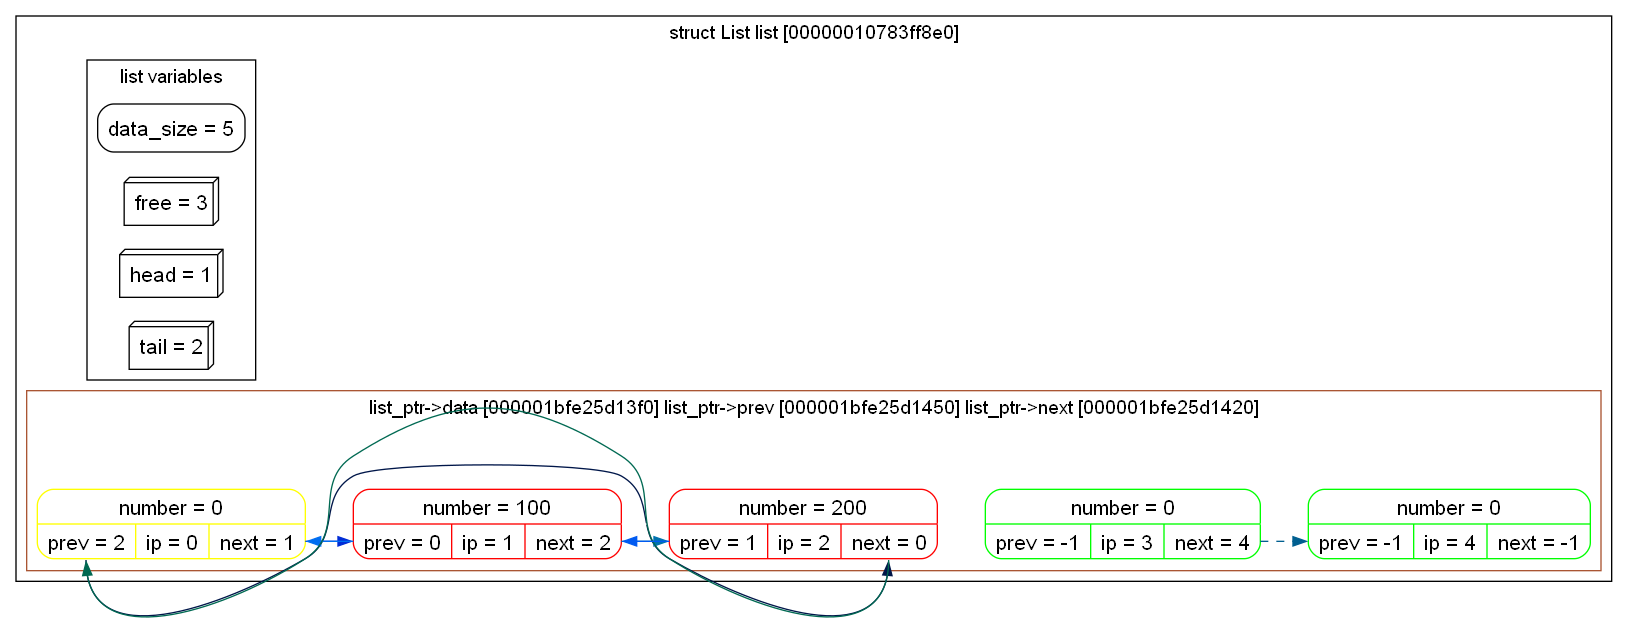 struct List list [00000010783ff8e0]
list variables
data_size = 5
free = 3
head = 1
tail = 2
list_ptr->data [000001bfe25d13f0] list_ptr->prev [000001bfe25d1450] list_ptr->next [000001bfe25d1420]
number = 0
prev = 2 ip = 0 next = 1
number = 100
prev = 0 ip = 1 next = 2
number = 200
prev = 1 ip = 2 next = 0
number = 0
prev = -1 ip = 3 next = 4
number = 0
prev = -1 ip = 4 next = -1